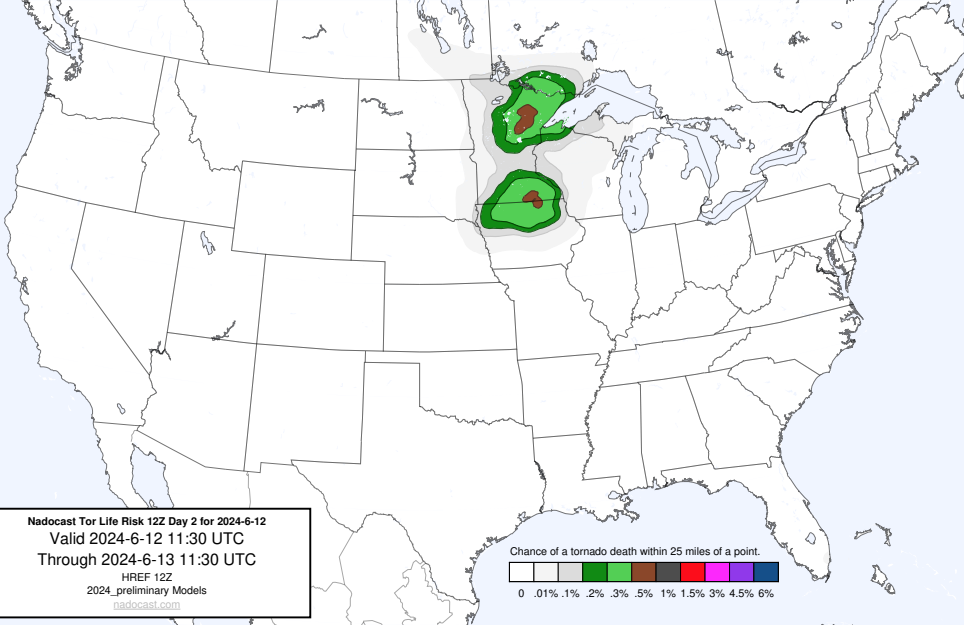 Nadocast Tor Life Risk 12Z Day 2 for 2024-6-12
Valid 2024-6-12 11:30 UTC
Through 2024-6-13 11:30 UTC
HREF 12Z
2024_preliminary Models
nadocast.com
Chance of a tornado death within 25 miles of a point.
0 .01% .1% .2% .3% .5% 1% 1.5% 3% 4.5% 6%